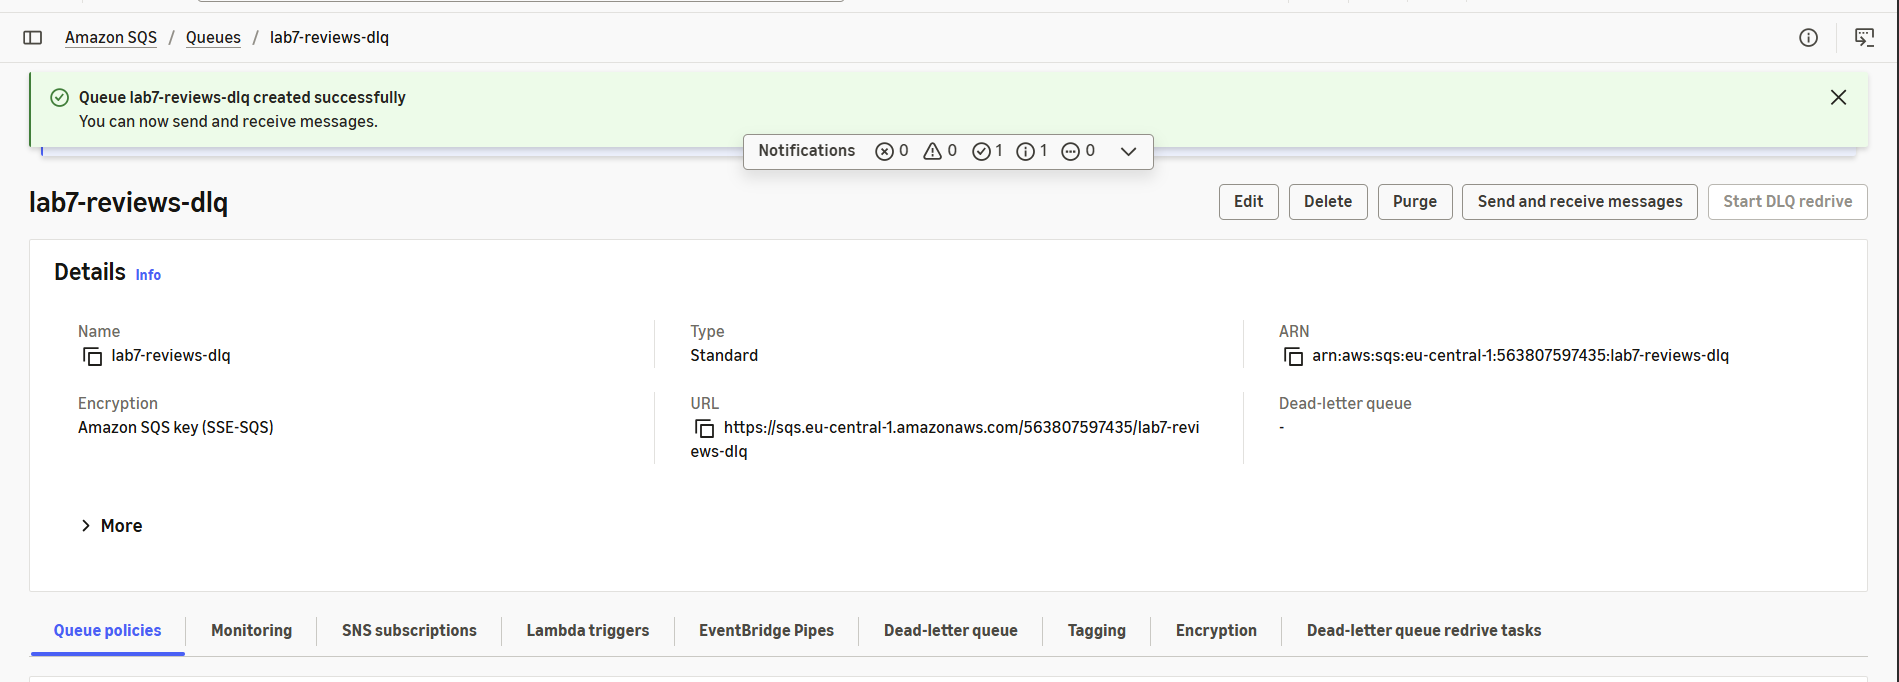 Amazon SQS / Queues / lab7-reviews-dlq
Queue lab7-reviews-dlq created successfully
You can now send and receive messages.
Notifications 0 0 1 1 0
lab7-reviews-dlq
Edit Delete Purge Send and receive messages Start DLQ redrive
Details Info
Name
lab7-reviews-dlq
Type
Standard
ARN
arn:aws:sqs:eu-central-1:563807597435:lab7-reviews-dlq
Encryption
Amazon SQS key (SSE-SQS)
URL
https://sqs.eu-central-1.amazonaws.com/563807597435/lab7-revi
ews-dlq
Dead-letter queue
-
More
Queue policies Monitoring SNS subscriptions Lambda triggers EventBridge Pipes Dead-letter queue Tagging Encryption Dead-letter queue redrive tasks